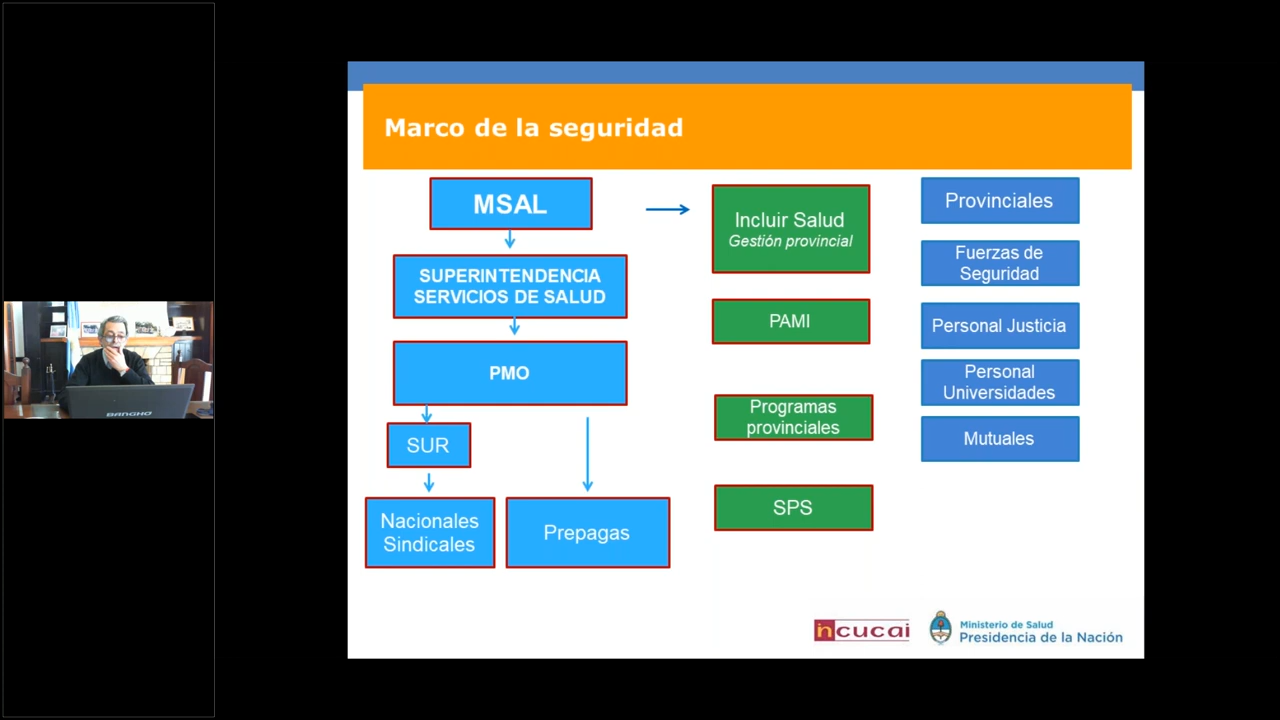 Marco de la seguridad
MSAL
SUPERINTENDENCIA
SERVICIOS DE SALUD
PMO
SUR
Nacionales
Sindicales
Prepagas
Incluir Salud
Gestión provincial
PAMI
Programas
provinciales
SPS
Provinciales
Fuerzas de
Seguridad
Personal Justicia
Personal
Universidades
Mutuales
incucai
Ministerio de Salud
Presidencia de la Nación
BANGHO